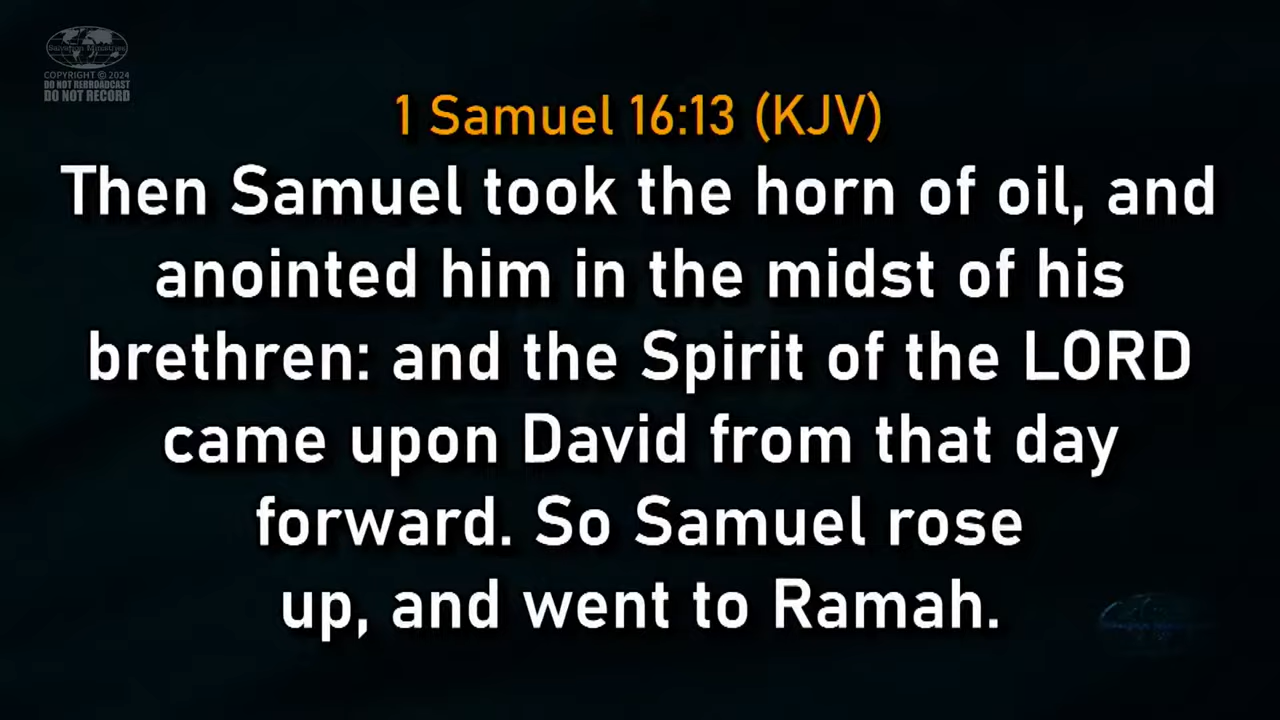 COPYRIGHT © 2024
DO NOT REBROADCAST
DO NOT RECORD
1 Samuel 16:13 (KJV)
Then Samuel took the horn of oil, and
anointed him in the midst of his
brethren: and the Spirit of the LORD
came upon David from that day
forward. So Samuel rose
up, and went to Ramah.